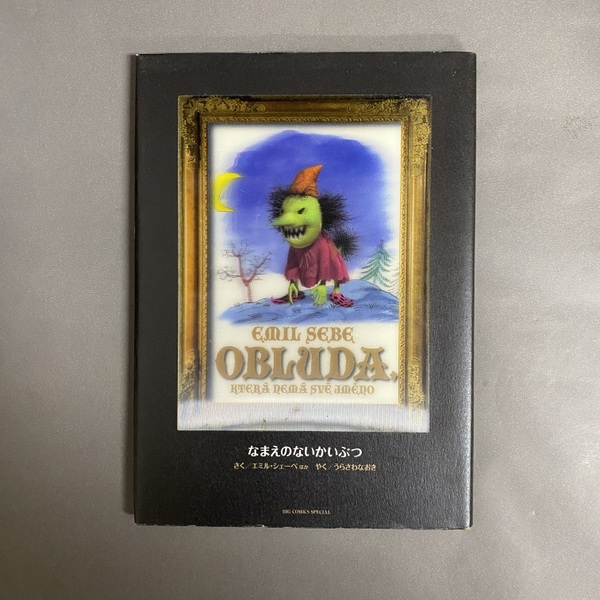 EMIL SEBE
OBLUDA,
KTERÁ NEMÁ SVÉ JMÉNO
なまえのないかいぶつ
さく／エミル・シェーベ ほか やく／うらさわなおき
BIG COMICS SPECIAL